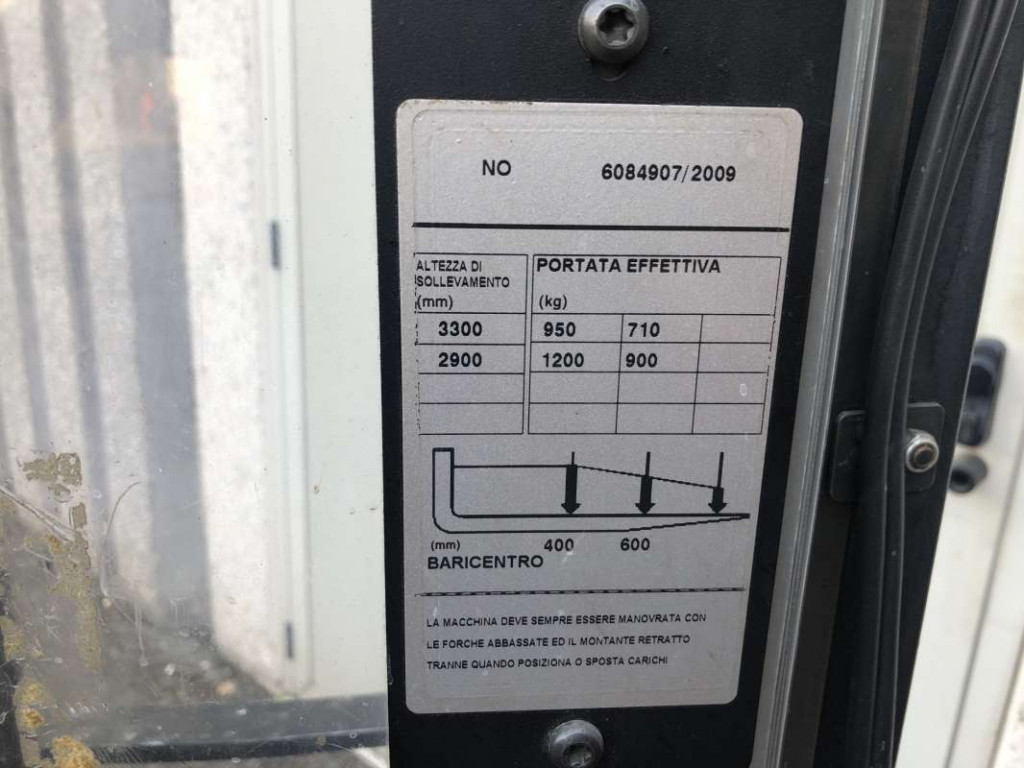 NO 6084907/2009
ALTEZZA DI
SOLLEVAMENTO
(mm)
PORTATA EFFETTIVA
(kg)
3300 950 710
2900 1200 900
(mm) 400 600
BARICENTRO
LA MACCHINA DEVE SEMPRE ESSERE MANOVRATA CON
LE FORCHE ABBASSATE ED IL MONTANTE RETRATTO
TRANNE QUANDO POSIZIONA O SPOSTA CARICHI